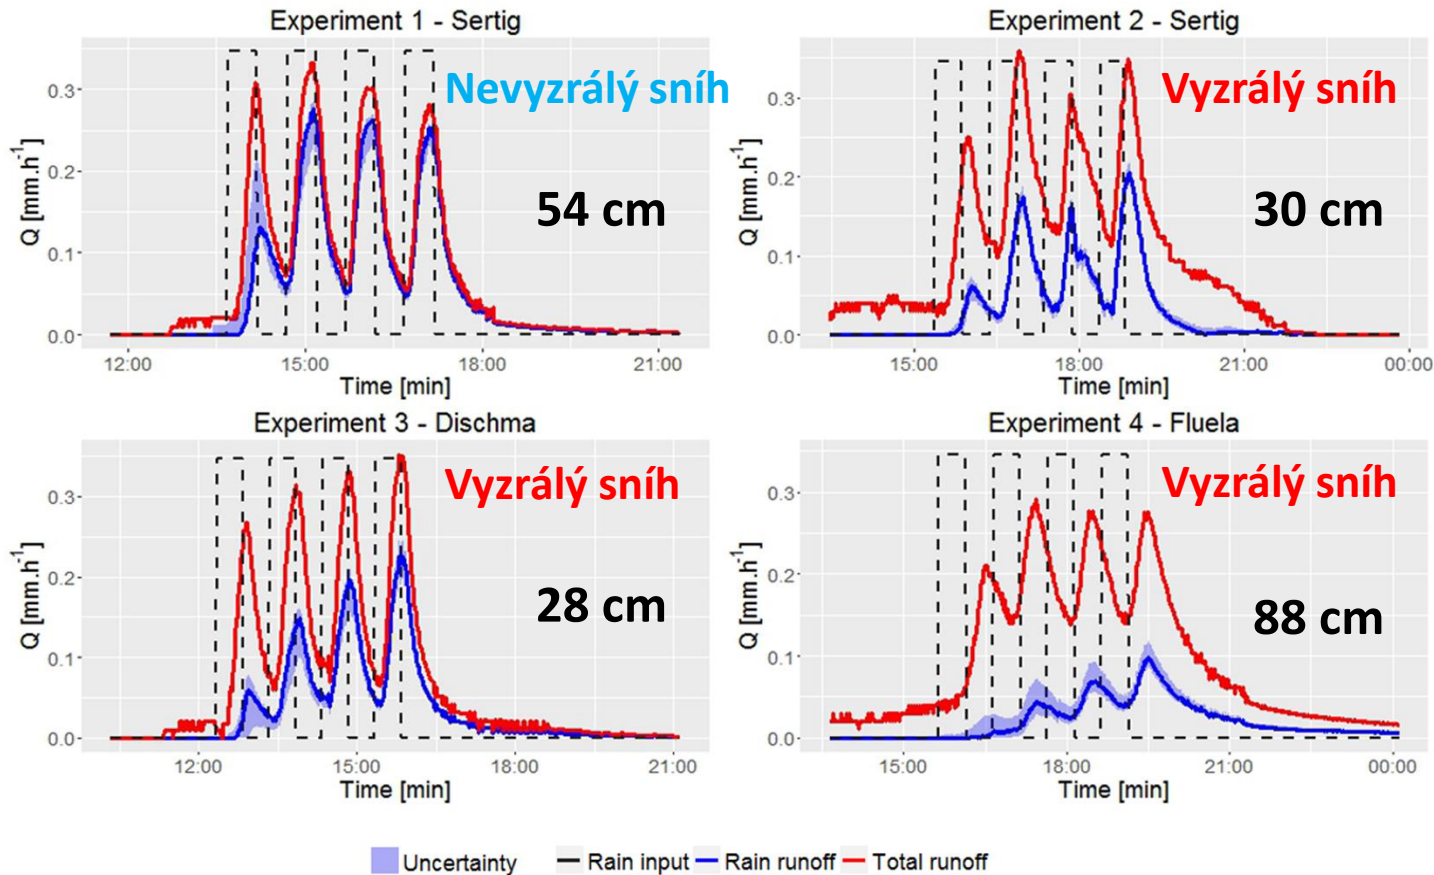 Experiment 1 - Sertig
Nevyzrálý sníh
54 cm
Q [mm.h-1]
0.3
0.2
0.1
0.0
12:00 15:00 18:00 21:00
Time [min]
Experiment 2 - Sertig
Vyzrálý sníh
30 cm
Q [mm.h-1]
0.3
0.2
0.1
0.0
15:00 18:00 21:00 00:00
Time [min]
Experiment 3 - Dischma
Vyzrálý sníh
28 cm
Q [mm.h-1]
0.3
0.2
0.1
0.0
12:00 15:00 18:00 21:00
Time [min]
Experiment 4 - Fluela
Vyzrálý sníh
88 cm
Q [mm.h-1]
0.3
0.2
0.1
0.0
15:00 18:00 21:00 00:00
Time [min]
Uncertainty Rain input Rain runoff Total runoff